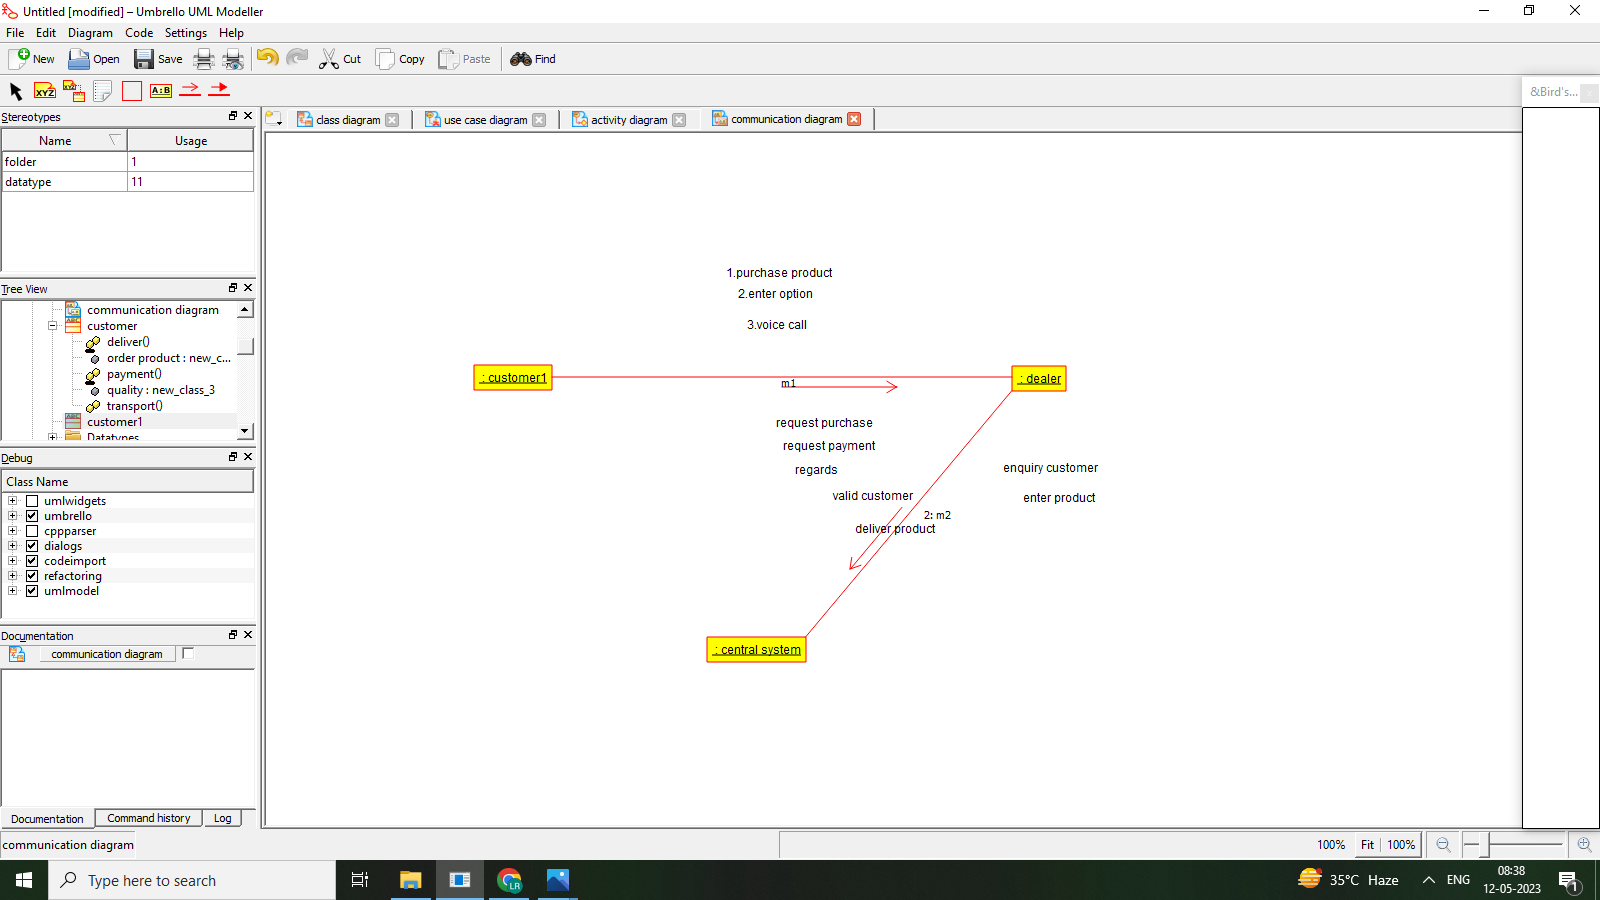 Untitled [modified] – Umbrello UML Modeller
File Edit Diagram Code Settings Help
New Open Save Cut Copy Paste Find
XYZ XYZ A:B
Stereotypes
Name Usage
folder 1
datatype 11
Tree View
communication diagram
customer
deliver()
order product : new_c...
payment()
quality : new_class_3
transport()
customer1
Datatypes
Debug
Class Name
umlwidgets
umbrello
cppparser
dialogs
codeimport
refactoring
umlmodel
Documentation
communication diagram
Documentation Command history Log
communication diagram
class diagram use case diagram activity diagram communication diagram
&Bird's...
1.purchase product
2.enter option
3.voice call
: customer1
m1
: dealer
request purchase
request payment
regards
valid customer
deliver product
enquiry customer
enter product
2: m2
: central system
100% Fit 100%
Type here to search
LR
35°C Haze
ENG
08:38
12-05-2023
1